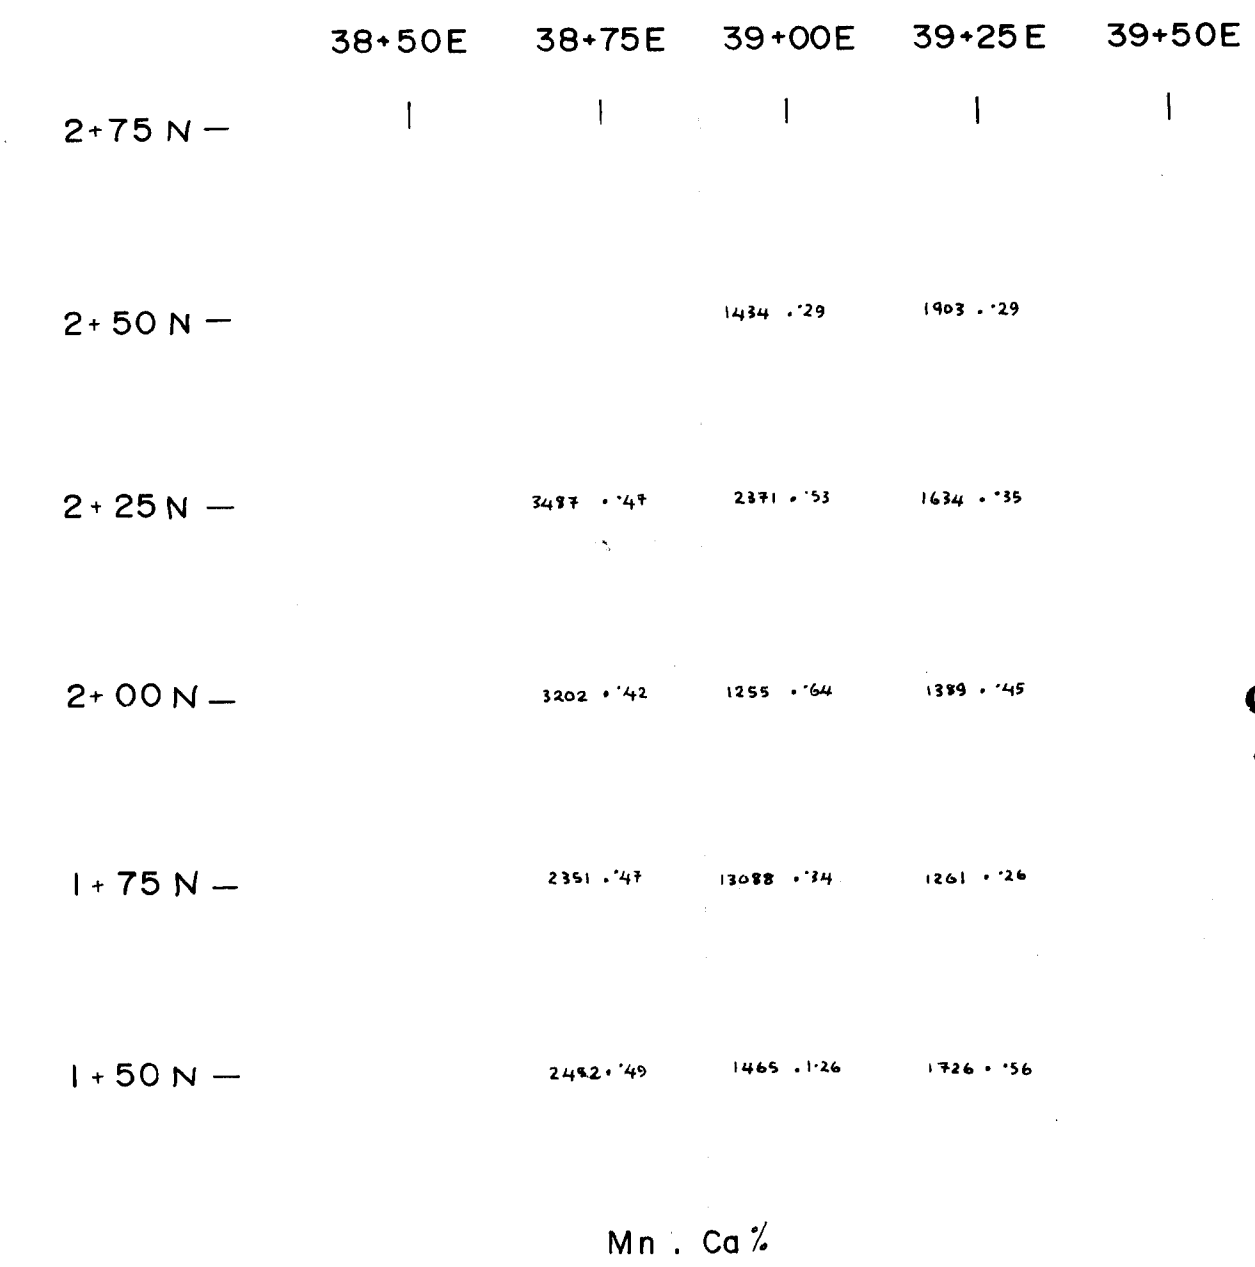 38+50E 38+75E 39+00E 39+25E 39+50E
2+75 N —
2+50 N — 1434 . ·29 1903 . ·29
2+25 N — 3487 . ·47 2371 . ·53 1634 . ·35
2+00 N — 3202 . ·42 1255 . ·64 1389 . ·45
1+75 N — 2351 . ·47 13088 . ·34 1261 . ·26
1+50 N — . ·49 1465 . 1·26 1726 . ·56
Mn . Ca %